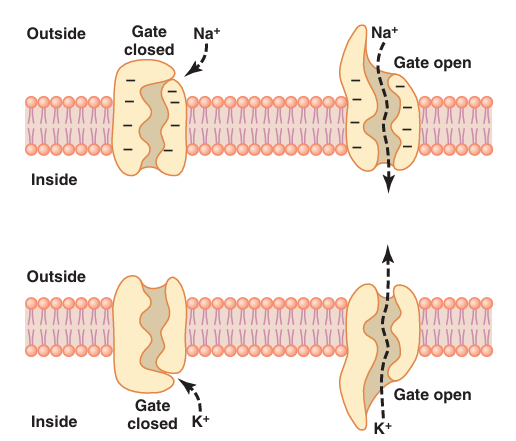 Outside
Gate
closed
Na⁺
Na⁺
Gate open
− − − − − − − −
− − − − − −
Inside
Outside
Gate open
Gate
closed
K⁺
Inside
K⁺